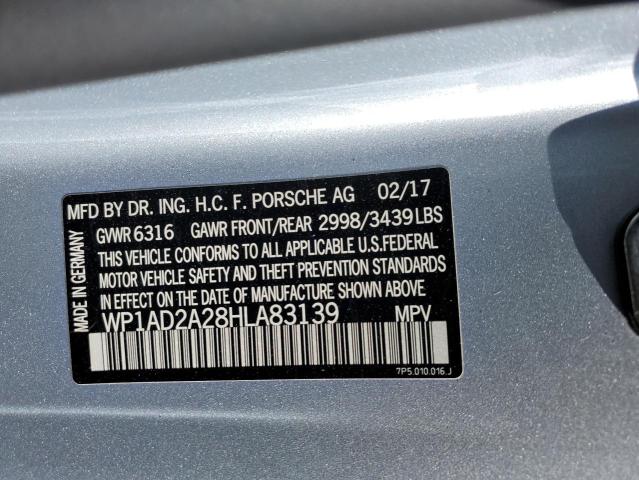 MADE IN GERMANY
MFD BY DR. ING. H.C. F. PORSCHE AG 02/17
GVWR 6316 GAWR FRONT/REAR 2998/3439 LBS
THIS VEHICLE CONFORMS TO ALL APPLICABLE U.S. FEDERAL
MOTOR VEHICLE SAFETY AND THEFT PREVENTION STANDARDS
IN EFFECT ON THE DATE OF MANUFACTURE SHOWN ABOVE
WP1AD2A28HLA83139 MPV
7P5.010.016.J